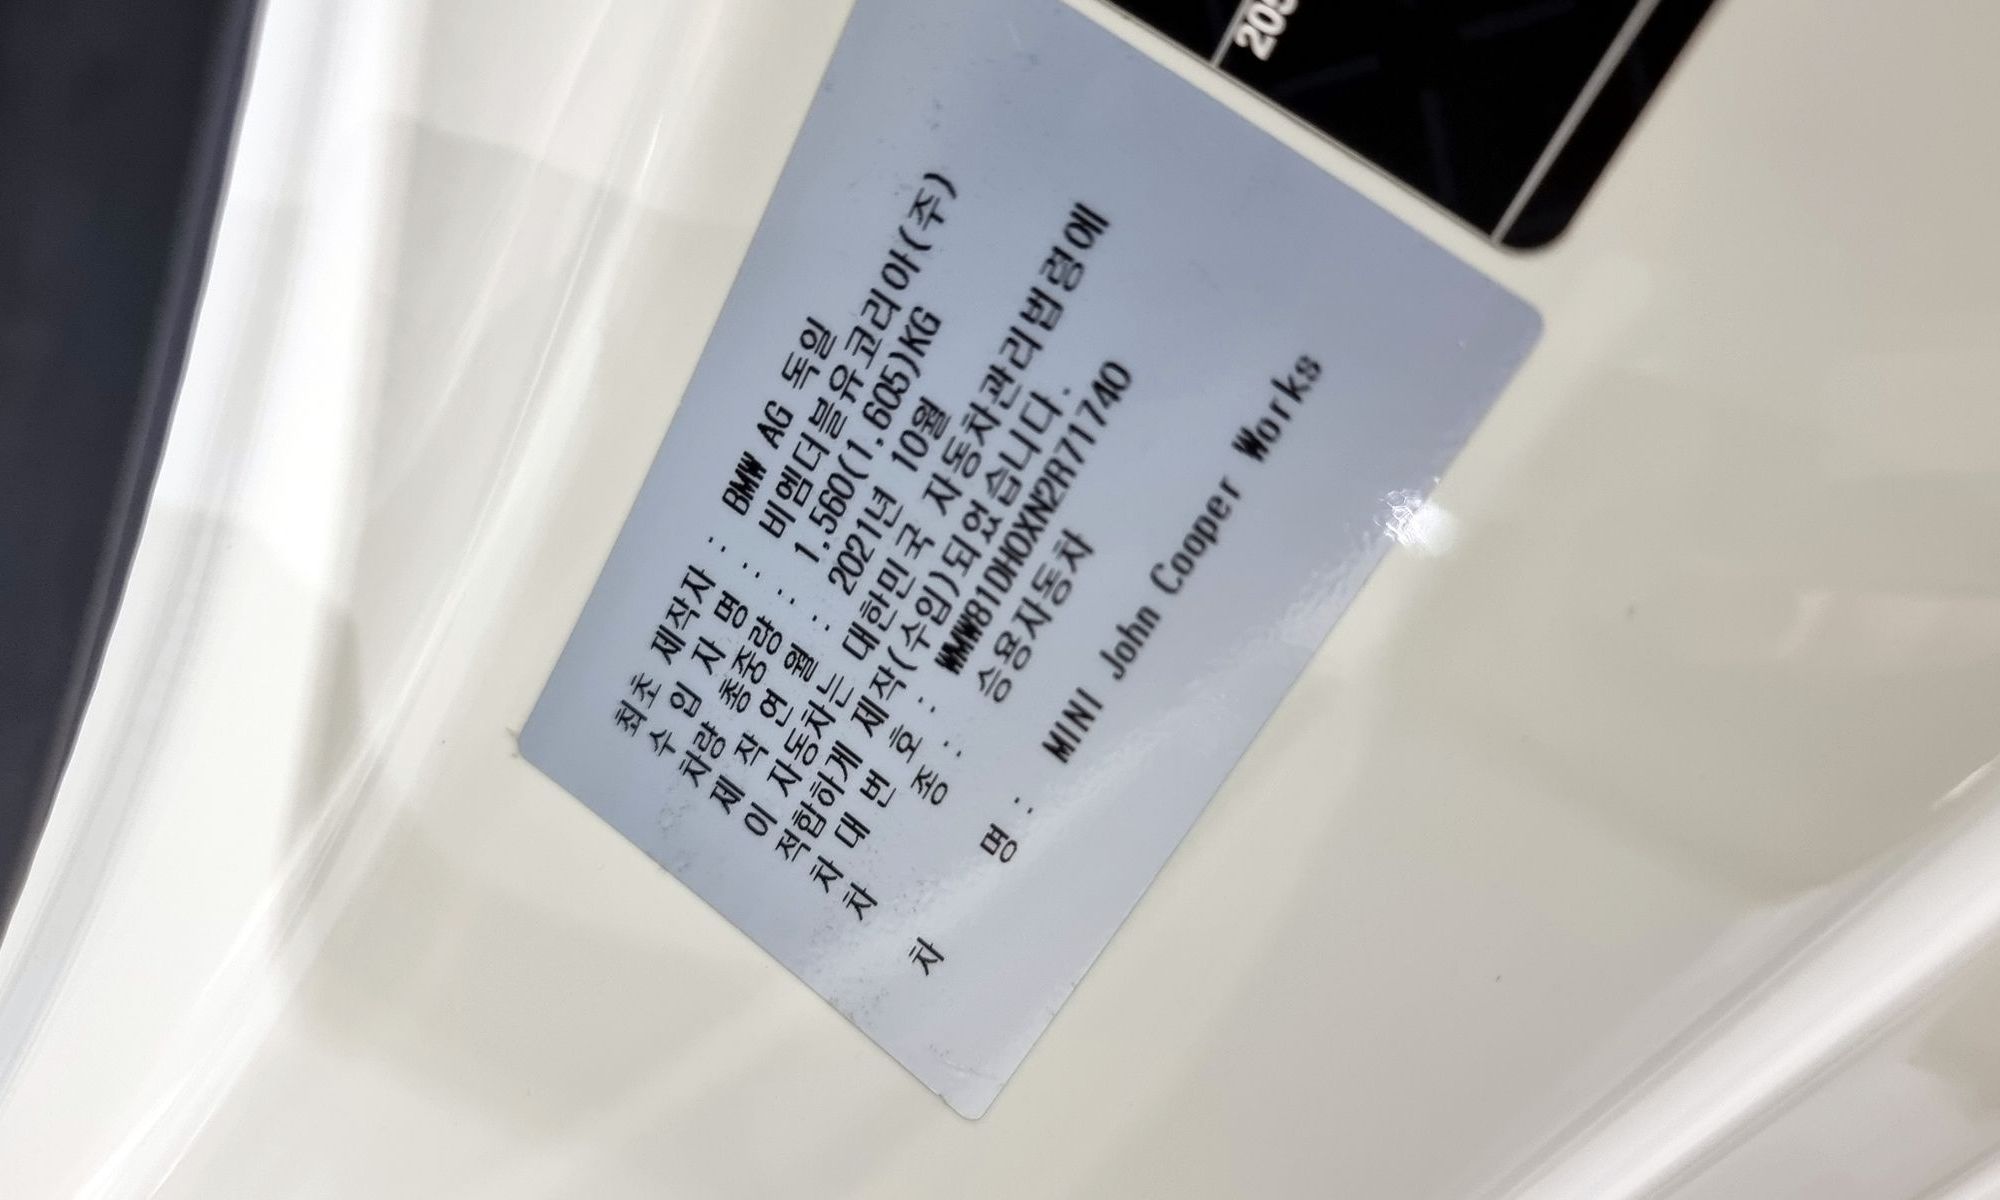 205
최초 제작자 : BMW AG 독일
수 입 자 명 : 비엠더블유코리아(주)
차량 총중량 : 1,560(1,605)KG
제 작 연 월 : 2021년 10월
이 자동차는 대한민국 자동차관리법령에
적합하게 제작(수입)되었습니다.
차 대 번 호 : WMW81DH0XN2R71740
차 종 : 승용자동차
차 명 : MINI John Cooper Works